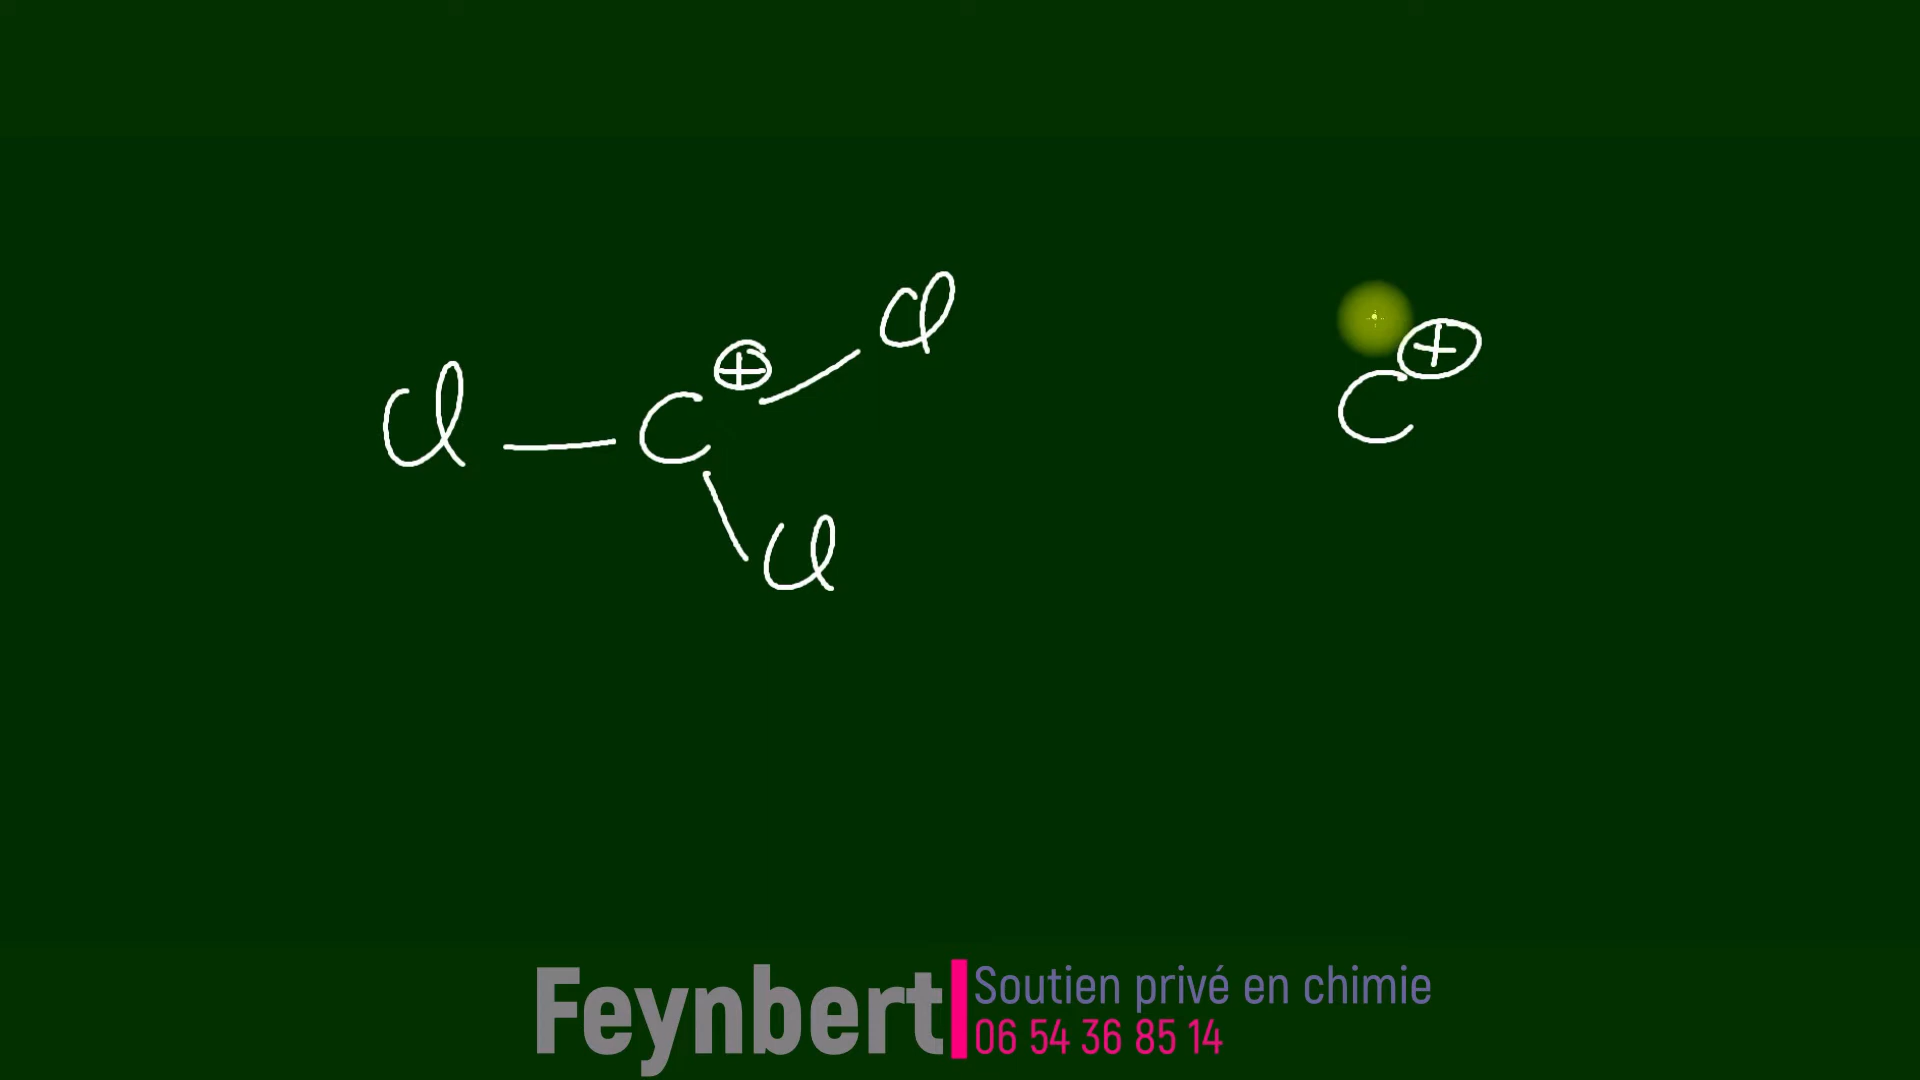 Cl
⊕
Cl
C
⊕
C
Cl
Feynbert
Soutien privé en chimie
06 54 36 85 14